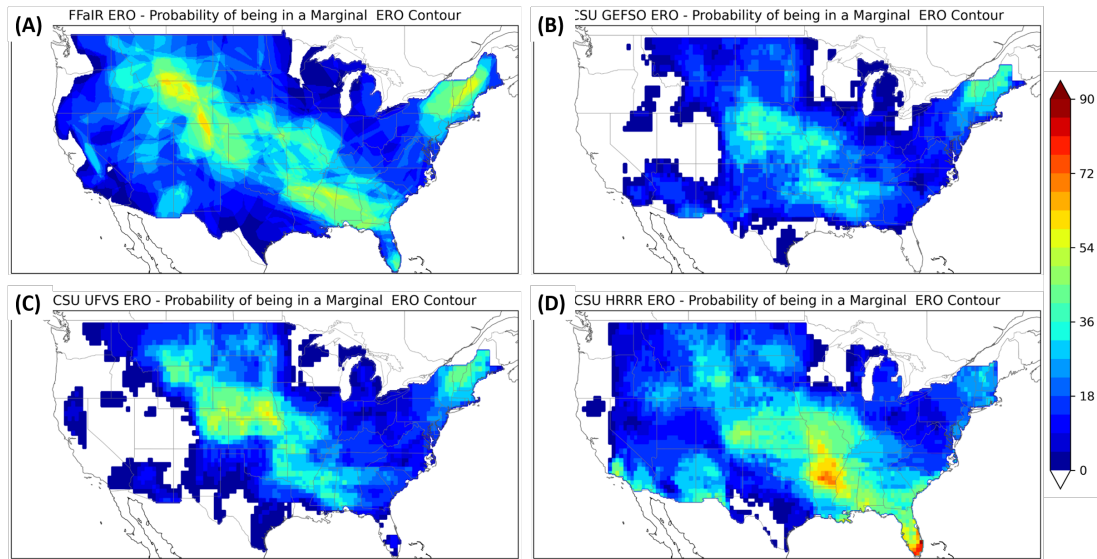 (A) FFaIR ERO - Probability of being in a Marginal ERO Contour
(B) CSU GEFSO ERO - Probability of being in a Marginal ERO Contour
(C) CSU UFVS ERO - Probability of being in a Marginal ERO Contour
(D) CSU HRRR ERO - Probability of being in a Marginal ERO Contour
90
72
54
36
18
0